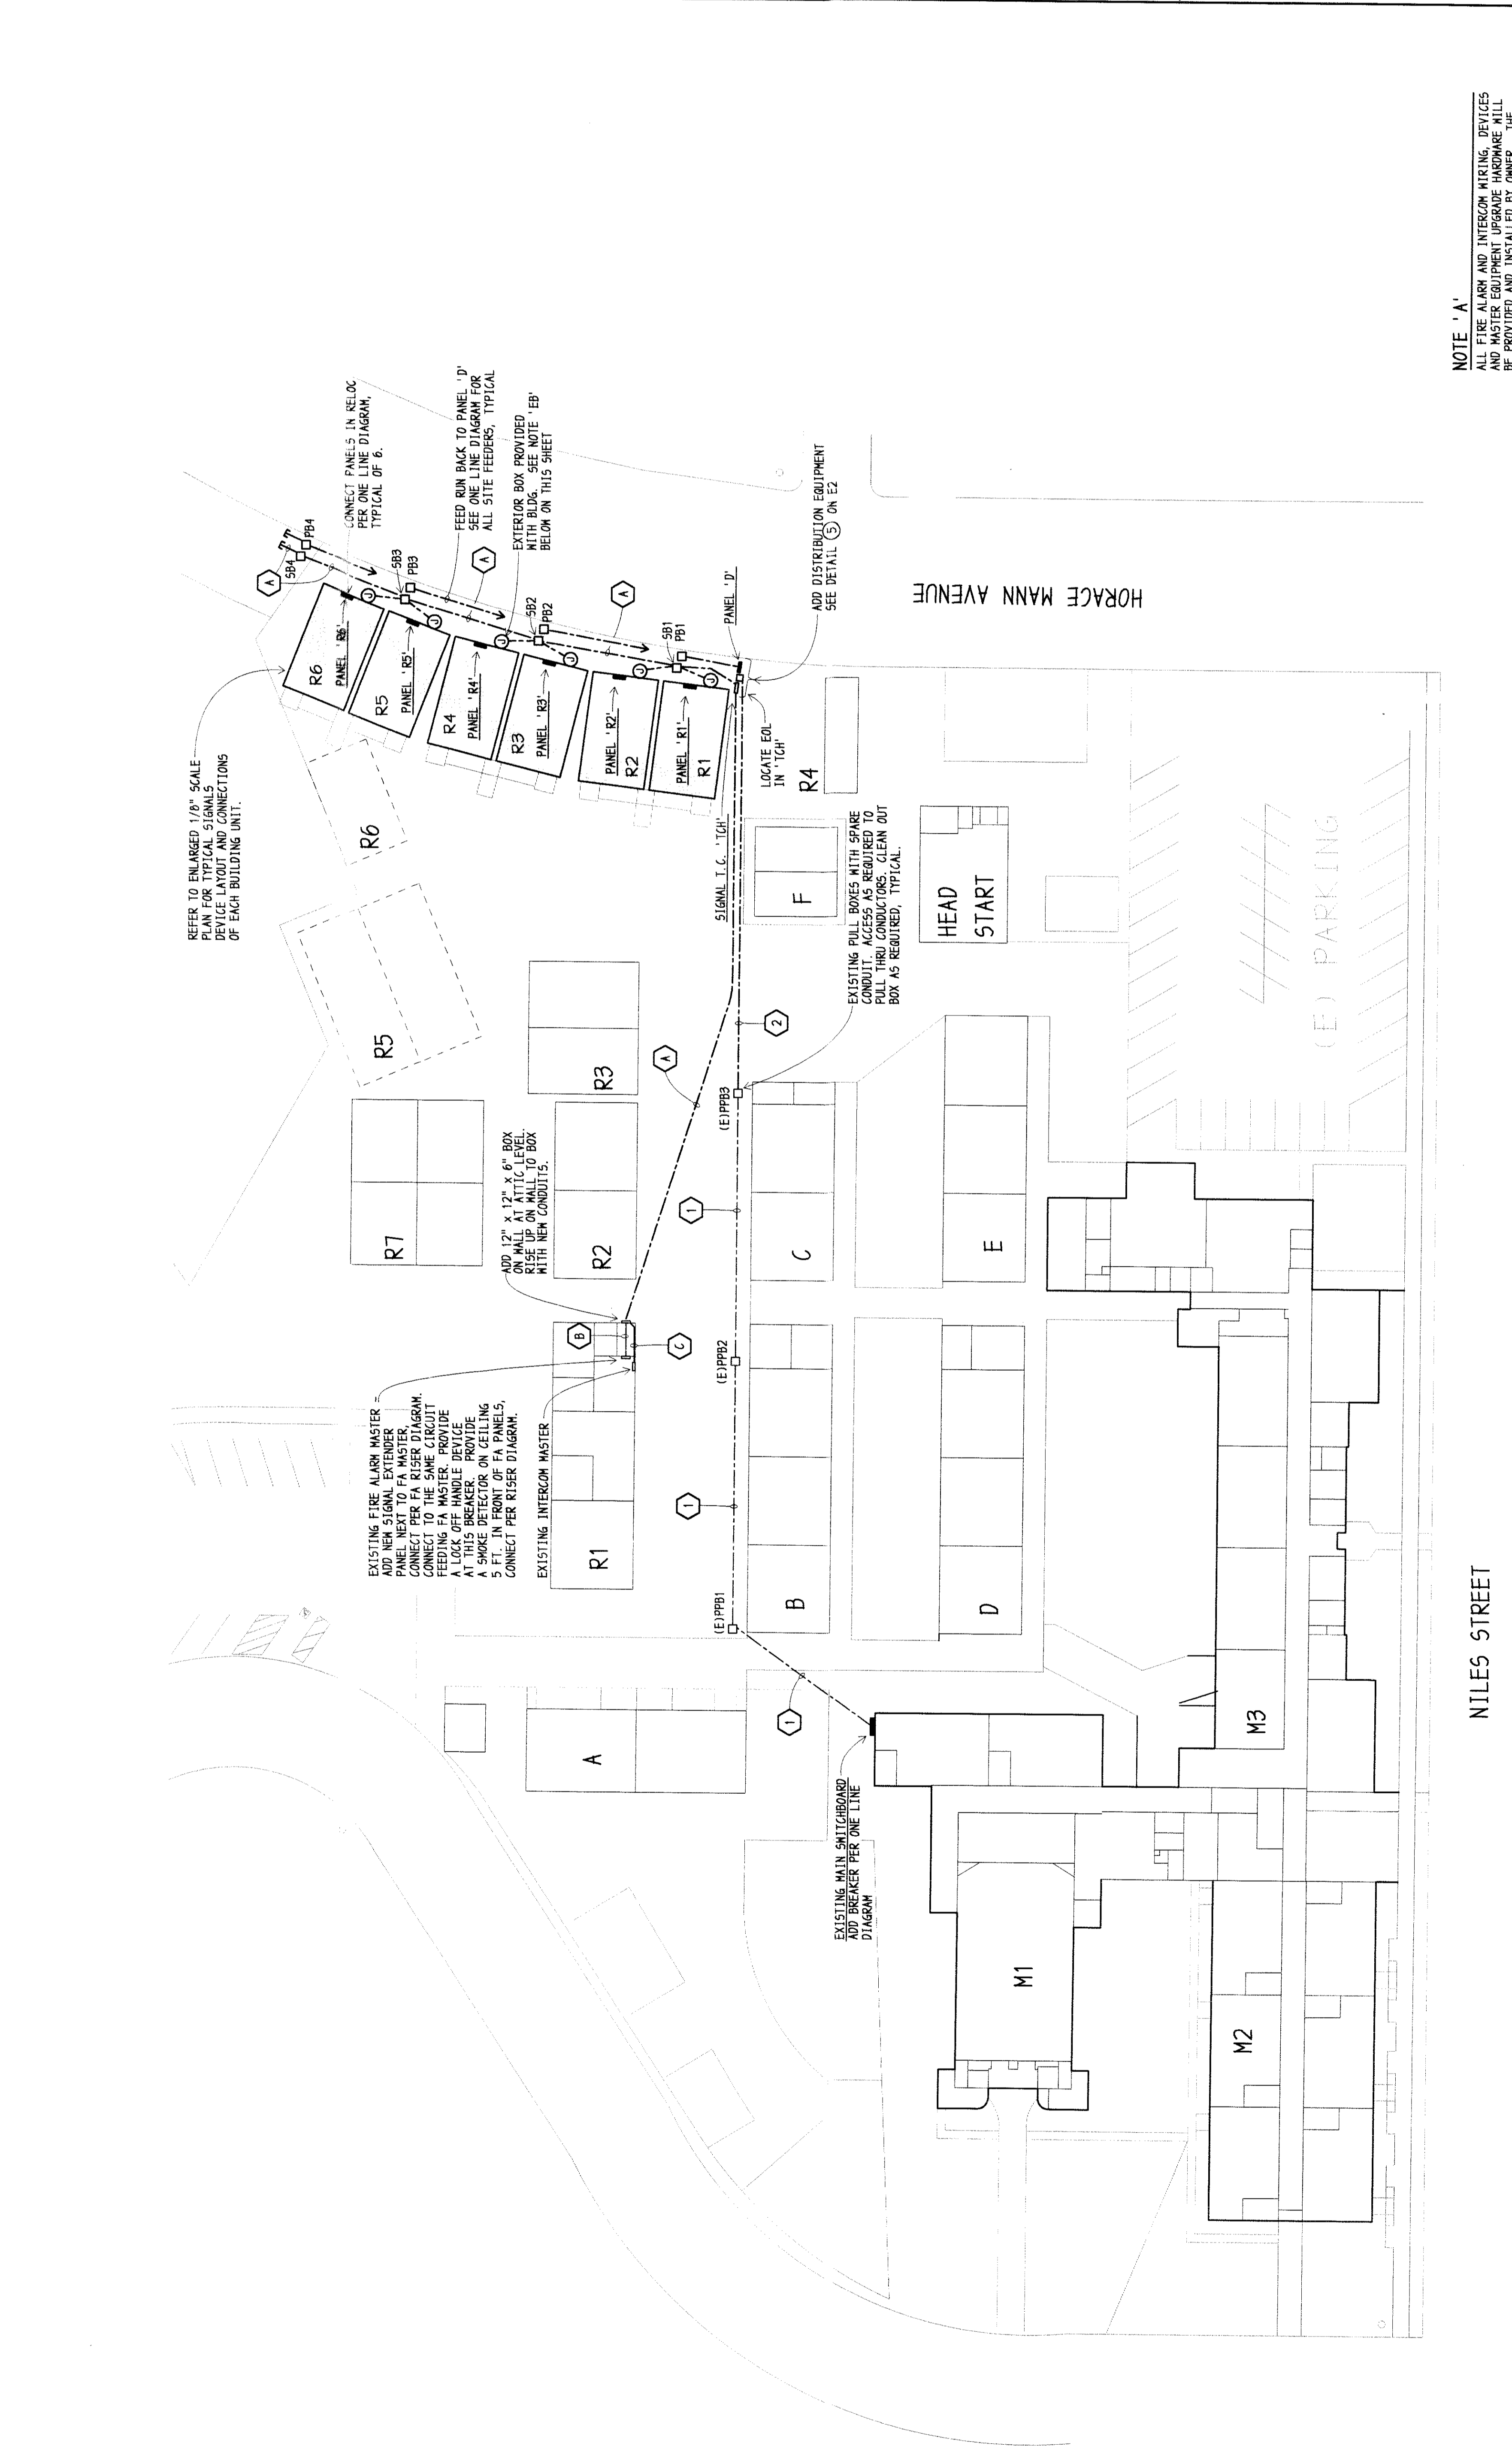 REFER TO ENLARGED 1/8" SCALE
PLAN FOR TYPICAL SIGNALS
DEVICE LAYOUT AND CONNECTIONS
OF EACH BUILDING UNIT.
CONNECT PANELS IN RELOC
PER ONE LINE DIAGRAM,
TYPICAL OF 6.
FEED RUN BACK TO PANEL 'D'
SEE ONE LINE DIAGRAM FOR
ALL SITE FEEDERS, TYPICAL
EXTERIOR BOX PROVIDED
WITH BLDG. SEE NOTE 'EB'
BELOW ON THIS SHEET
ADD DISTRIBUTION EQUIPMENT
SEE DETAIL 5 ON E2
HORACE MANN AVENUE
A
SB4
PB4
SB3
PB3
A
SB2
PB2
A
SB1
PB1
PANEL 'D'
R6
PANEL 'R6'
J
R5
PANEL 'R5'
J
R4
PANEL 'R4'
J
R3
PANEL 'R3'
J
R2
PANEL 'R2'
J
R1
PANEL 'R1'
J
LOCATE EOL
IN 'TCH'
SIGNAL T.C. 'TCH'
R4
R6
R5
F
HEAD
START
(E) PARKING
EXISTING PULL BOXES WITH SPARE
CONDUIT. ACCESS AS REQUIRED TO
PULL THRU CONDUCTORS. CLEAN OUT
BOX AS REQUIRED, TYPICAL.
2
A
(E)PPB3
R3
R7
R2
ADD 12" x 12" x 6" BOX
ON WALL AT ATTIC LEVEL.
RISE UP ON WALL TO BOX
WITH NEW CONDUITS.
1
C
E
B
C
(E)PPB2
EXISTING FIRE ALARM MASTER -
ADD NEW SIGNAL EXTENDER
PANEL NEXT TO FA MASTER,
CONNECT PER FA RISER DIAGRAM.
CONNECT TO THE SAME CIRCUIT
FEEDING FA MASTER. PROVIDE
A LOCK OFF HANDLE DEVICE
AT THIS BREAKER. PROVIDE
A SMOKE DETECTOR ON CEILING
5 FT. IN FRONT OF FA PANELS,
CONNECT PER RISER DIAGRAM.
EXISTING INTERCOM MASTER
R1
1
(E)PPB1
B
D
A
1
EXISTING MAIN SWITCHBOARD
ADD BREAKER PER ONE LINE
DIAGRAM
M3
M1
M2
NILES STREET
NOTE 'A'
ALL FIRE ALARM AND INTERCOM WIRING, DEVICES
AND MASTER EQUIPMENT UPGRADE HARDWARE WILL
BE PROVIDED AND INSTALLED BY OWNER. THE